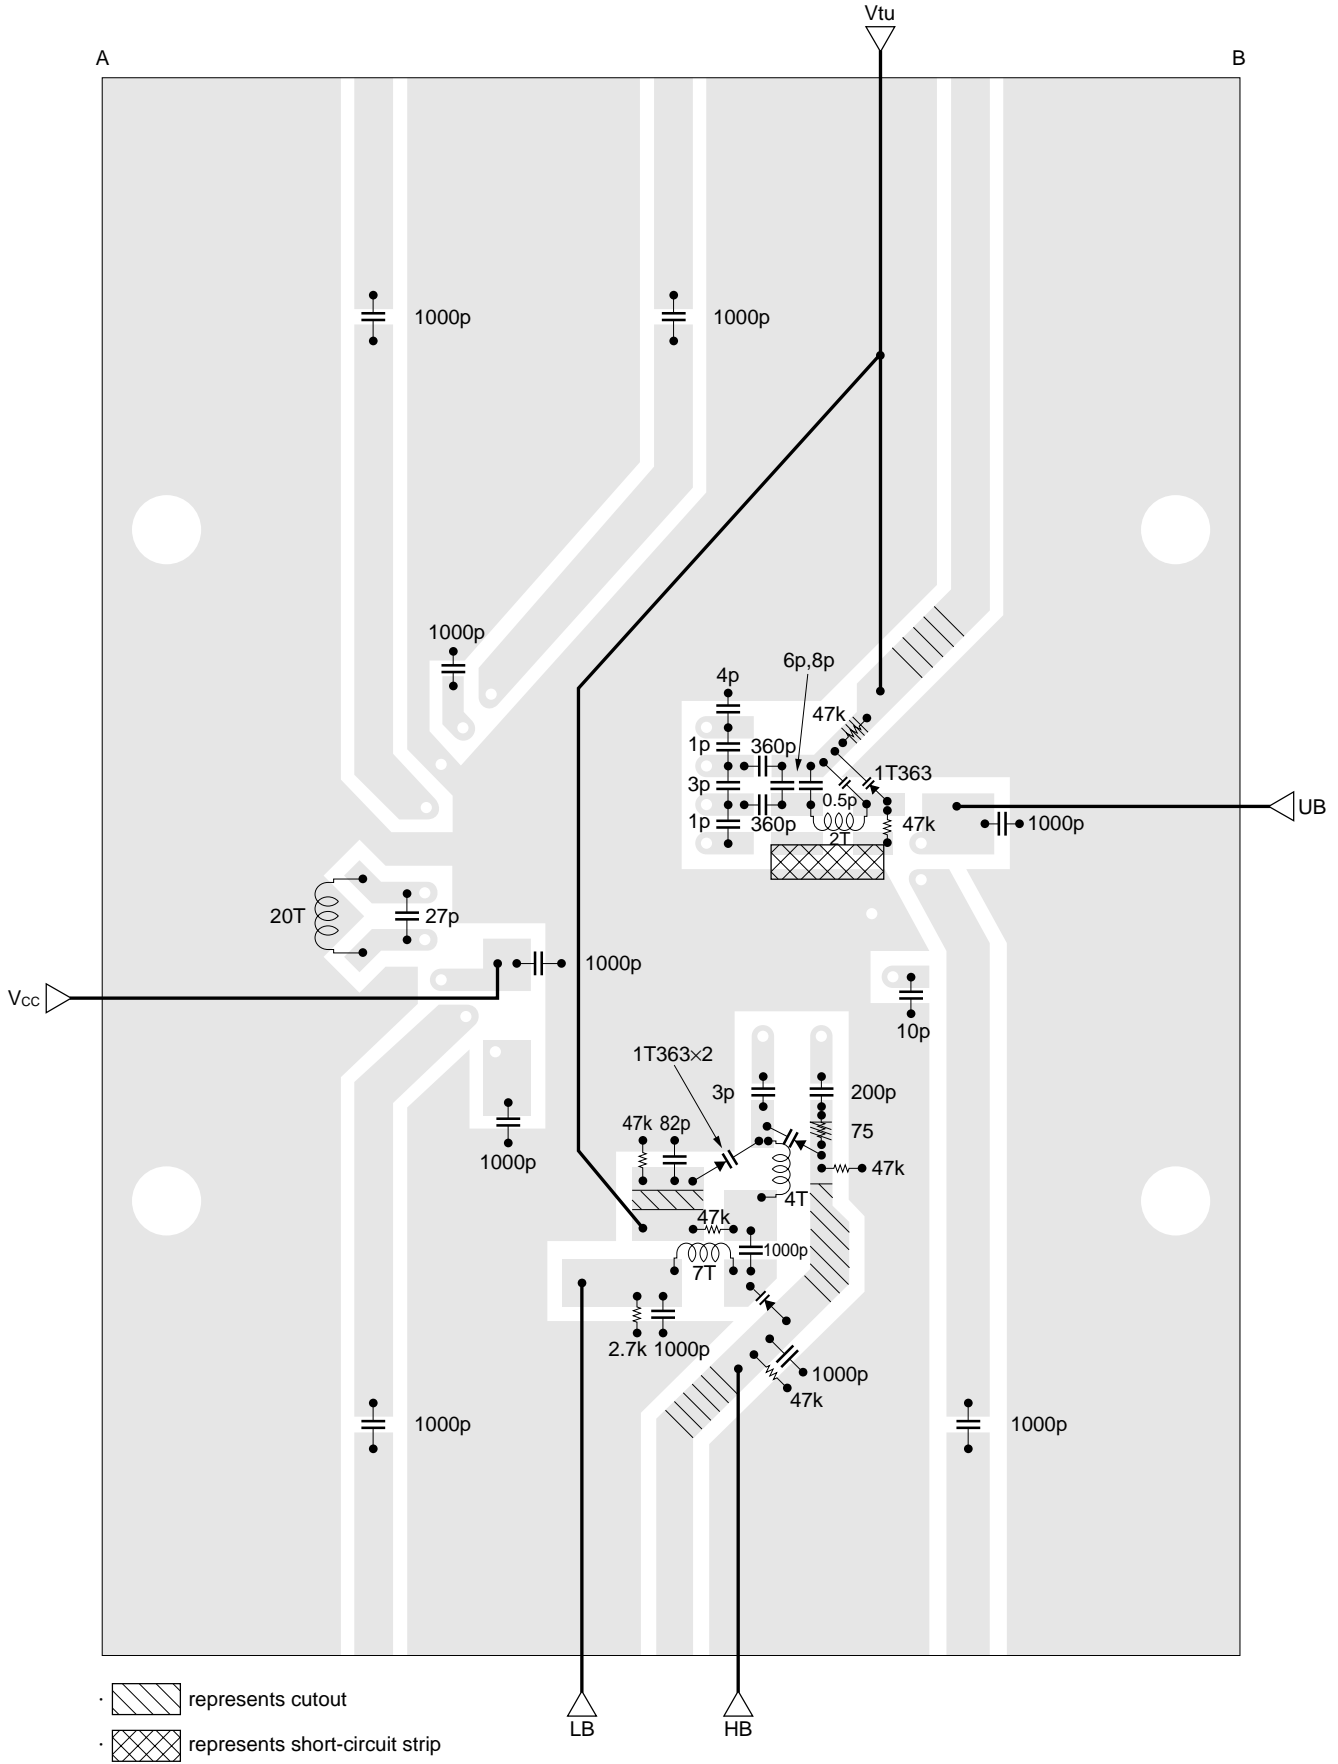 Vtu
A
B
1000p
1000p
1000p
4p
6p,8p
47k
1p
360p
1T363
3p
0.5p
1p
360p
2T
47k
1000p
UB
20T
27p
1000p
VCC
10p
1T363×2
3p
200p
47k
82p
75
1000p
47k
4T
47k
1000p
7T
2.7k
1000p
1000p
47k
1000p
1000p
represents cutout
LB
HB
represents short-circuit strip